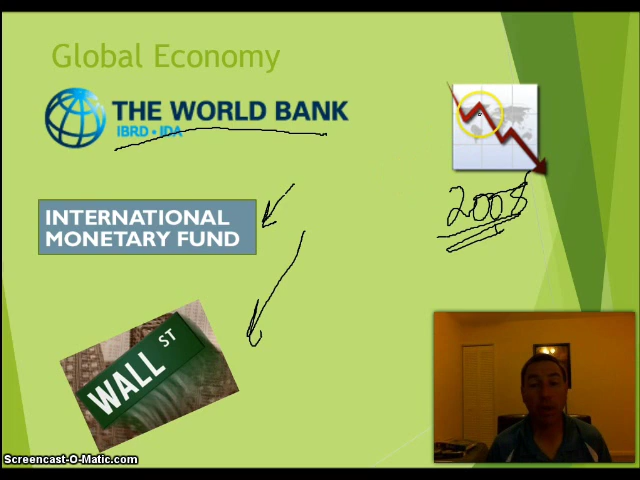 Global Economy
THE WORLD BANK
IBRD • IDA
2008
INTERNATIONAL
MONETARY FUND
WALL ST
Screencast-O-Matic.com